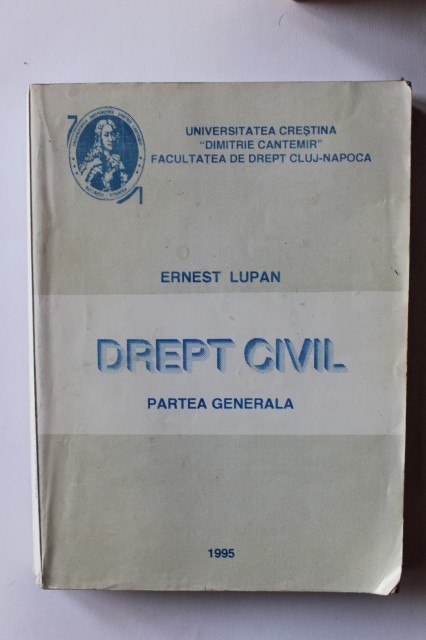 UNIVERSITATEA CREŞTINA
"DIMITRIE CANTEMIR"
FACULTATEA DE DREPT CLUJ-NAPOCA
ERNEST LUPAN
DREPT CIVIL
PARTEA GENERALA
1995